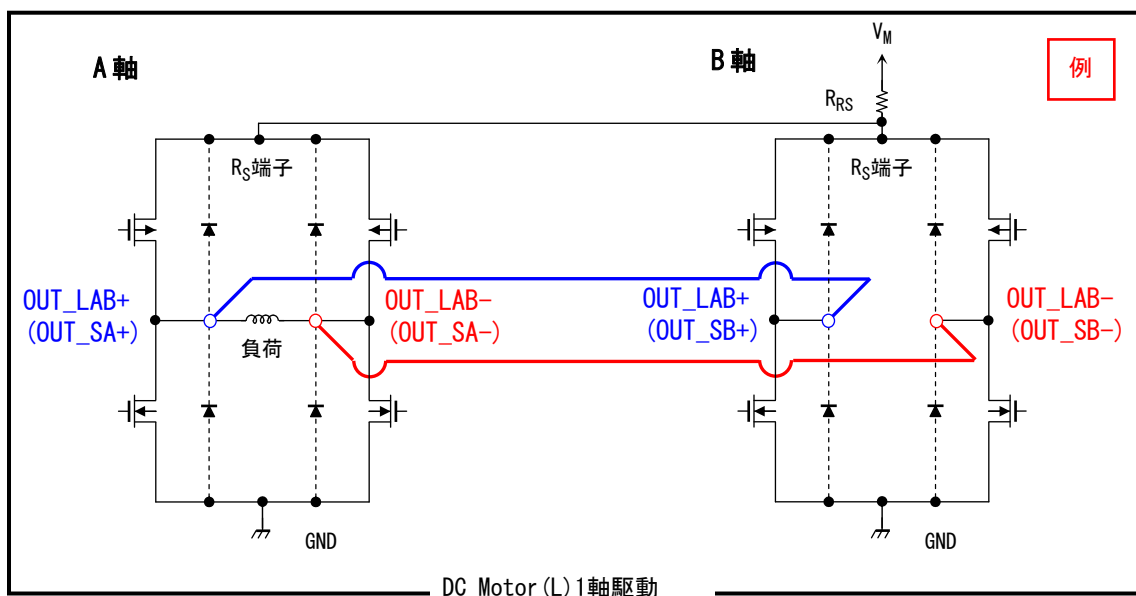 A軸
B軸
V_M
例
R_RS
R_S端子
R_S端子
OUT_LAB+
(OUT_SA+)
負荷
OUT_LAB-
(OUT_SA-)
OUT_LAB+
(OUT_SB+)
OUT_LAB-
(OUT_SB-)
GND
GND
DC Motor(L)1軸駆動